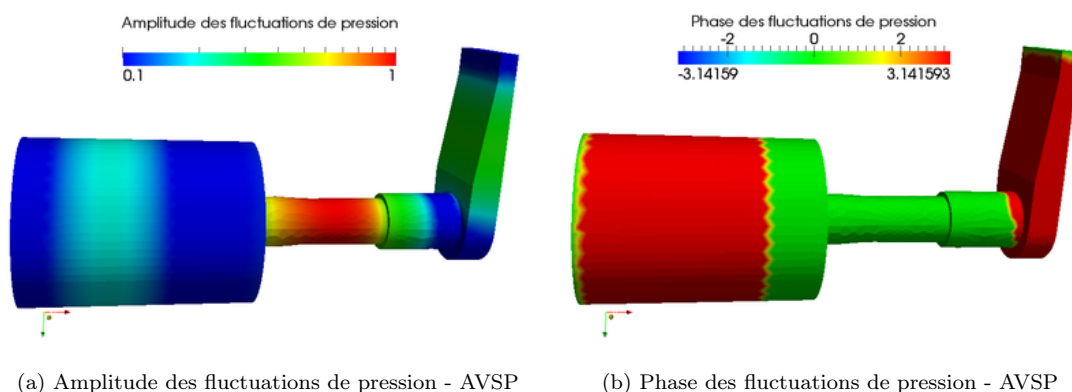 Amplitude des fluctuations de pression
0.1
1
Phase des fluctuations de pression
-2
0
2
-3.14159
3.141593
(a) Amplitude des fluctuations de pression - AVSP
(b) Phase des fluctuations de pression - AVSP